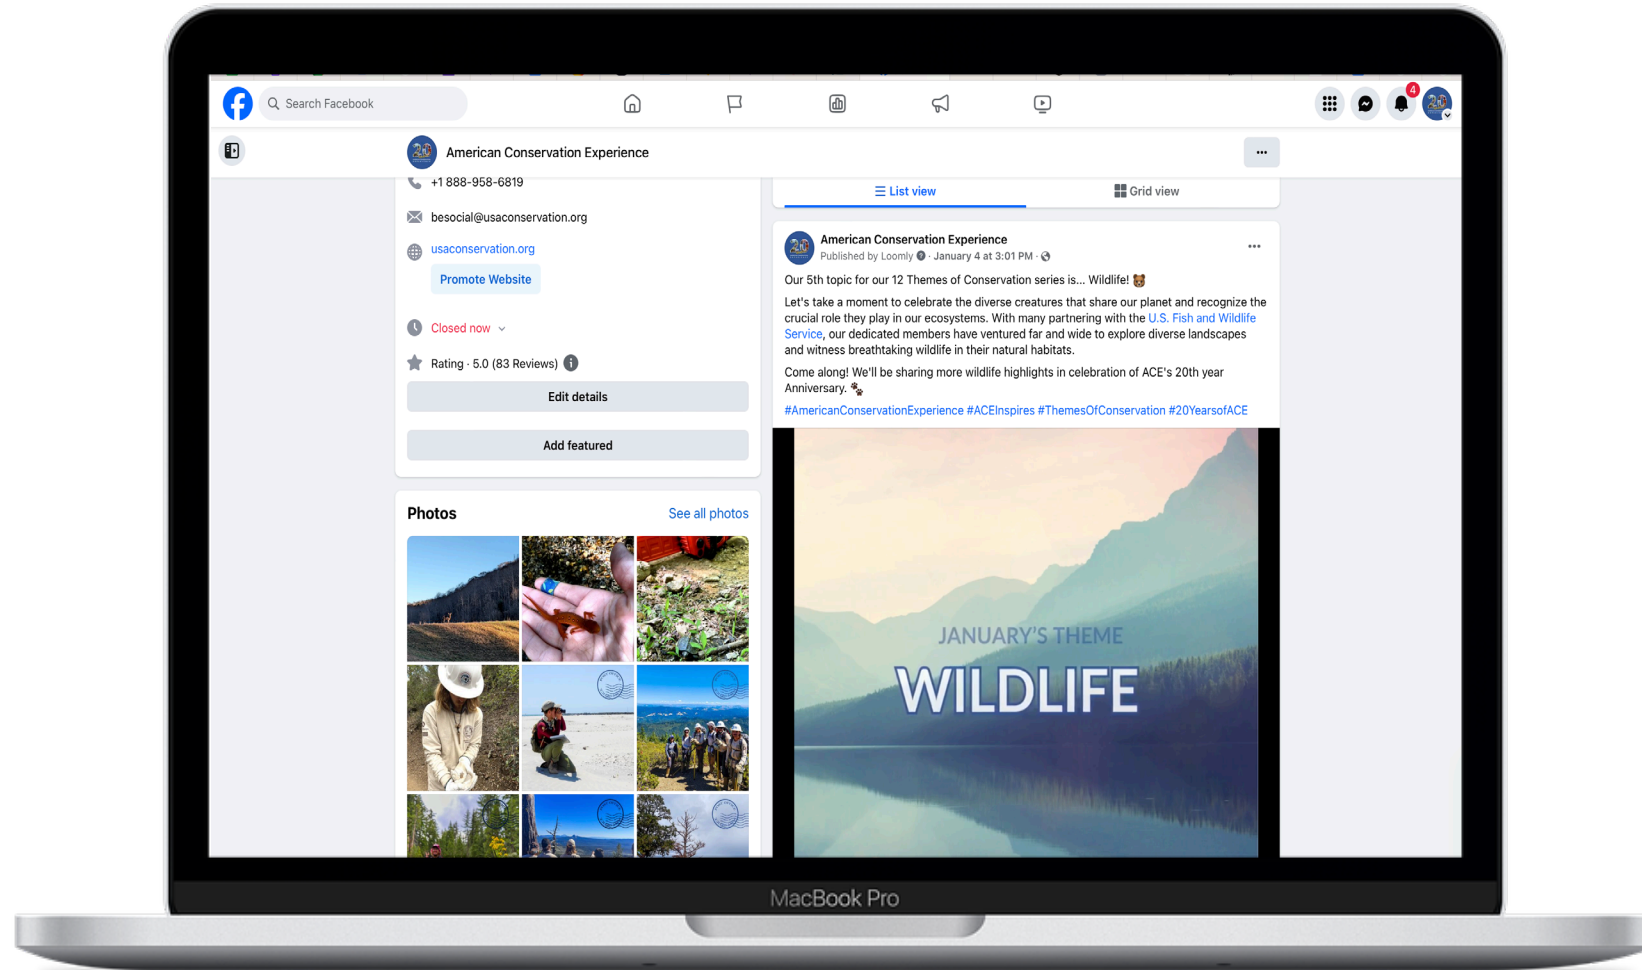 Search Facebook
4
20
American Conservation Experience
+1 888-958-6819
besocial@usaconservation.org
usaconservation.org
Promote Website
Closed now
Rating · 5.0 (83 Reviews)
Edit details
Add featured
Photos
See all photos
List view
Grid view
20
American Conservation Experience
Published by Loomly · January 4 at 3:01 PM ·
Our 5th topic for our 12 Themes of Conservation series is... Wildlife! 🐻
Let's take a moment to celebrate the diverse creatures that share our planet and recognize the
crucial role they play in our ecosystems. With many partnering with the U.S. Fish and Wildlife
Service, our dedicated members have ventured far and wide to explore diverse landscapes
and witness breathtaking wildlife in their natural habitats.
Come along! We'll be sharing more wildlife highlights in celebration of ACE's 20th year
Anniversary. 🐾
#AmericanConservationExperience #ACEInspires #ThemesOfConservation #20YearsofACE
JANUARY'S THEME
WILDLIFE
MacBook Pro